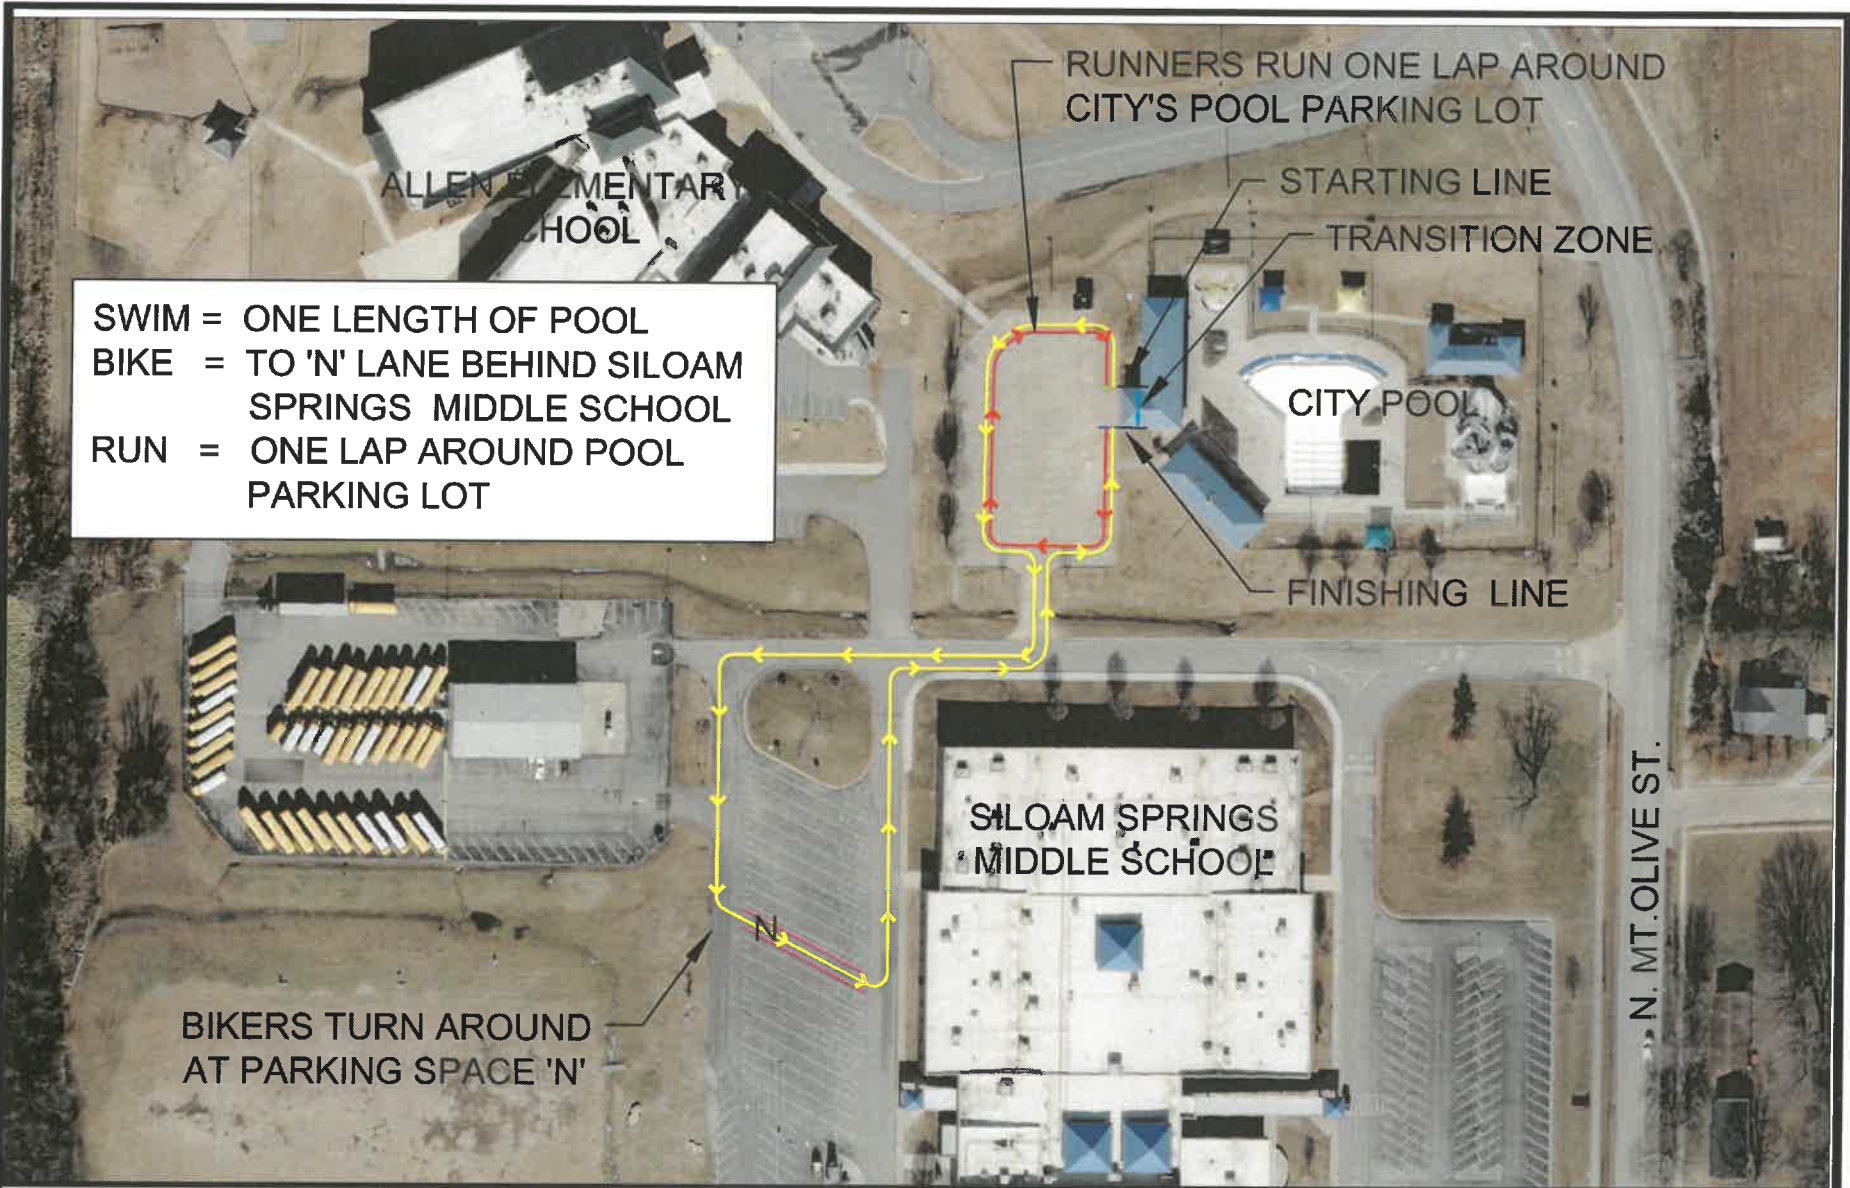 RUNNERS RUN ONE LAP AROUND
CITY'S POOL PARKING LOT
STARTING LINE
TRANSITION ZONE
ALLEN ELEMENTARY
SCHOOL
SWIM = ONE LENGTH OF POOL
BIKE = TO 'N' LANE BEHIND SILOAM
SPRINGS MIDDLE SCHOOL
RUN = ONE LAP AROUND POOL
PARKING LOT
CITY POOL
FINISHING LINE
SILOAM SPRINGS
MIDDLE SCHOOL
N. MT.OLIVE ST.
N
BIKERS TURN AROUND
AT PARKING SPACE 'N'